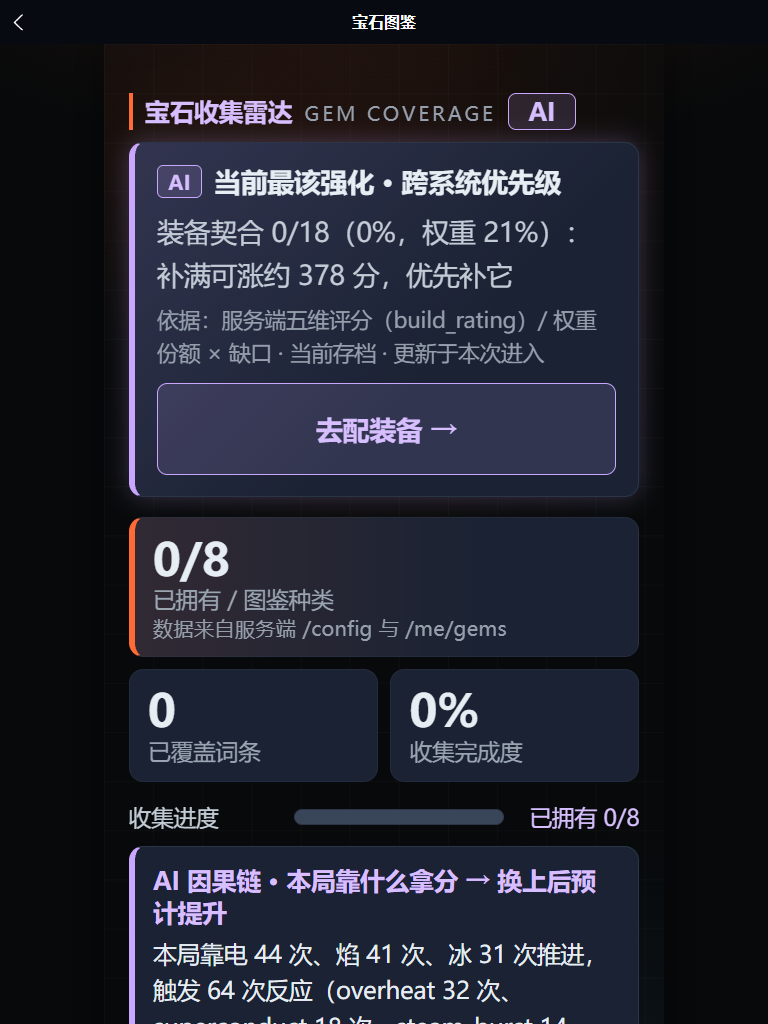 宝石图鉴
宝石收集雷达 GEM COVERAGE AI
AI 当前最该强化 • 跨系统优先级
装备契合 0/18（0%，权重 21%）：
补满可涨约 378 分，优先补它
依据：服务端五维评分（build_rating）/ 权重
份额 × 缺口 · 当前存档 · 更新于本次进入
去配装备 →
0/8
已拥有 / 图鉴种类
数据来自服务端 /config 与 /me/gems
0
已覆盖词条
0%
收集完成度
收集进度 已拥有 0/8
AI 因果链 • 本局靠什么拿分 → 换上后预
计提升
本局靠电 44 次、焰 41 次、冰 31 次推进，
触发 64 次反应（overheat 32 次、
superconduct 18 次、steam_burst 14